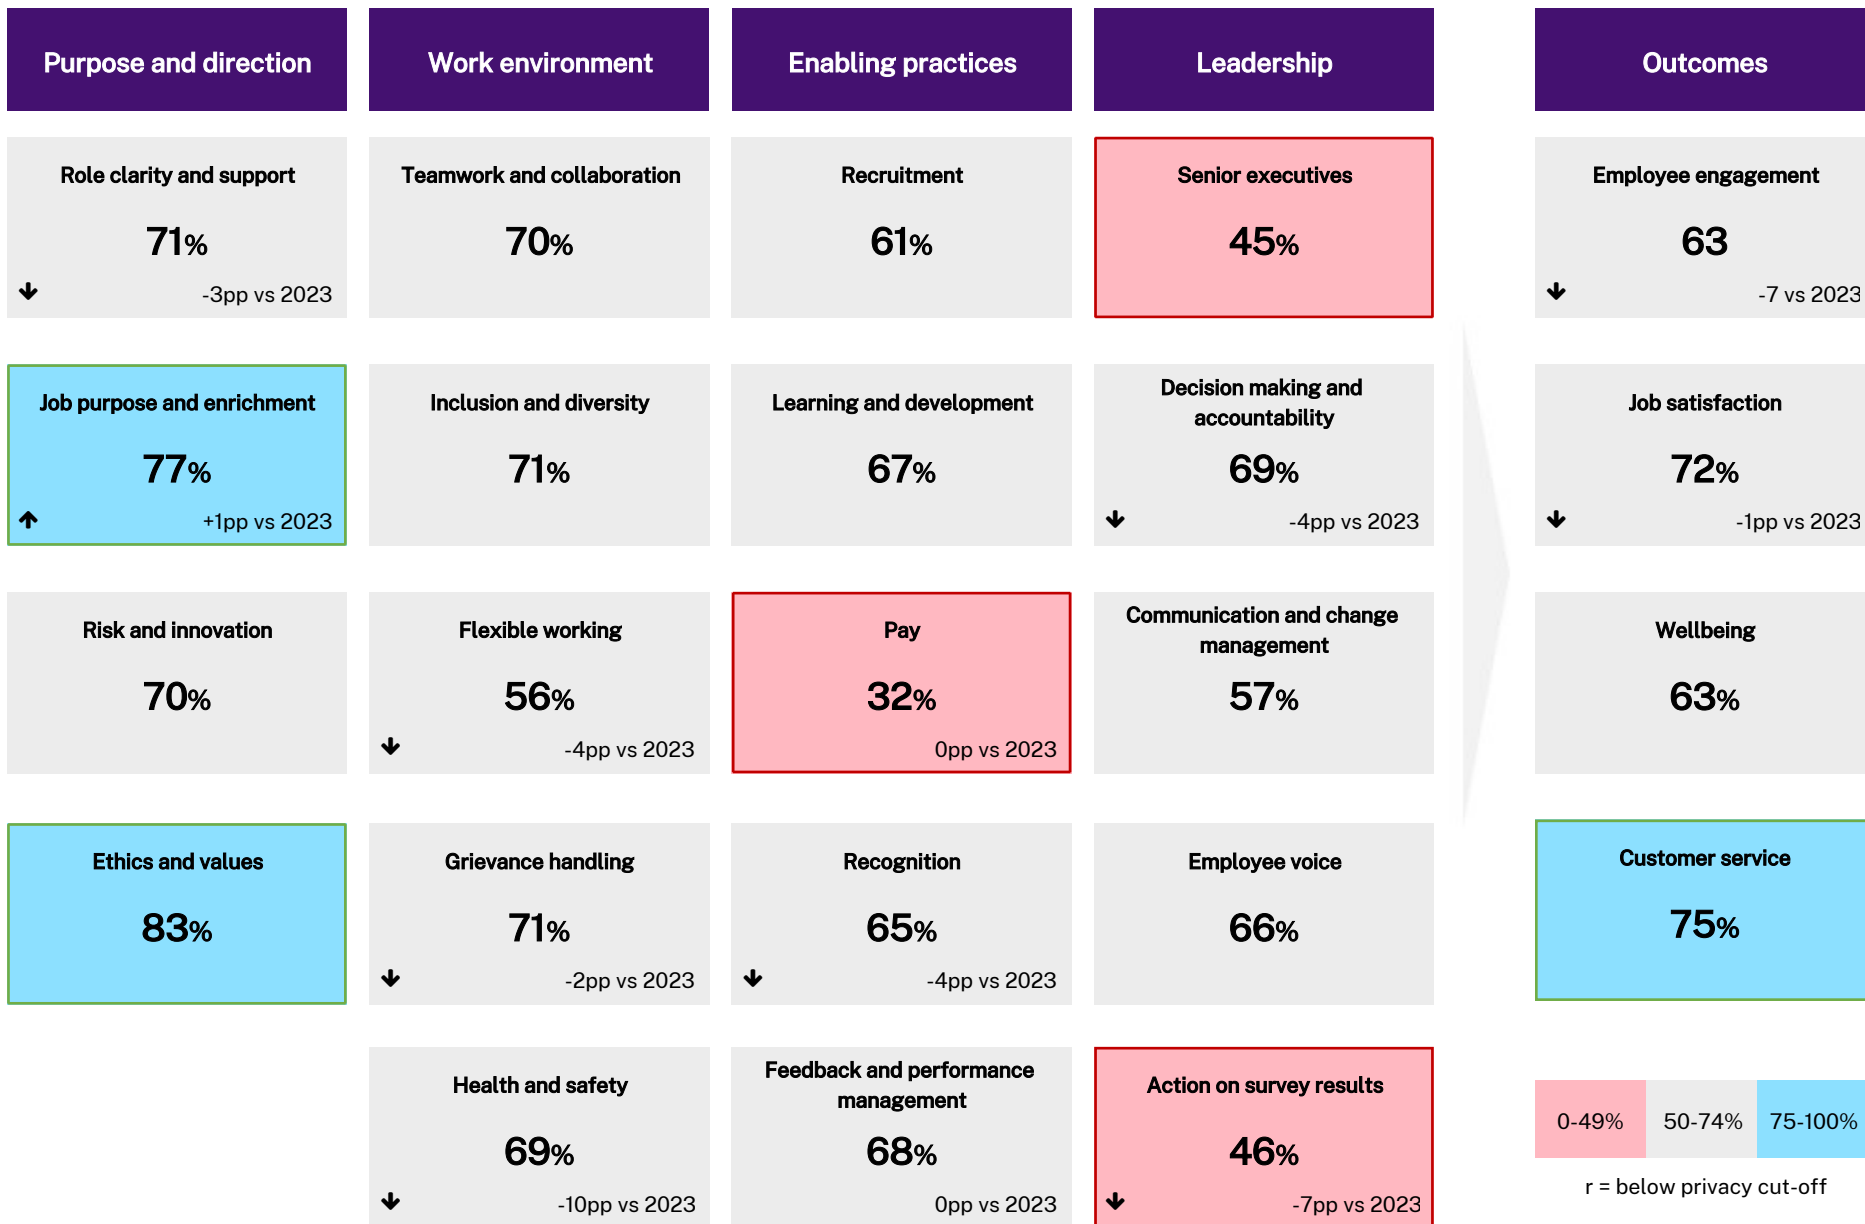 Purpose and direction
Work environment
Enabling practices
Leadership
Outcomes
Role clarity and support
71%
-3pp vs 2023
Teamwork and collaboration
70%
Recruitment
61%
Senior executives
45%
Employee engagement
63
-7 vs 2023
Job purpose and enrichment
77%
+1pp vs 2023
Inclusion and diversity
71%
Learning and development
67%
Decision making and
accountability
69%
-4pp vs 2023
Job satisfaction
72%
-1pp vs 2023
Risk and innovation
70%
Flexible working
56%
-4pp vs 2023
Pay
32%
0pp vs 2023
Communication and change
management
57%
Wellbeing
63%
Ethics and values
83%
Grievance handling
71%
-2pp vs 2023
Recognition
65%
-4pp vs 2023
Employee voice
66%
Customer service
75%
Health and safety
69%
-10pp vs 2023
Feedback and performance
management
68%
0pp vs 2023
Action on survey results
46%
-7pp vs 2023
0-49%
50-74%
75-100%
r = below privacy cut-off